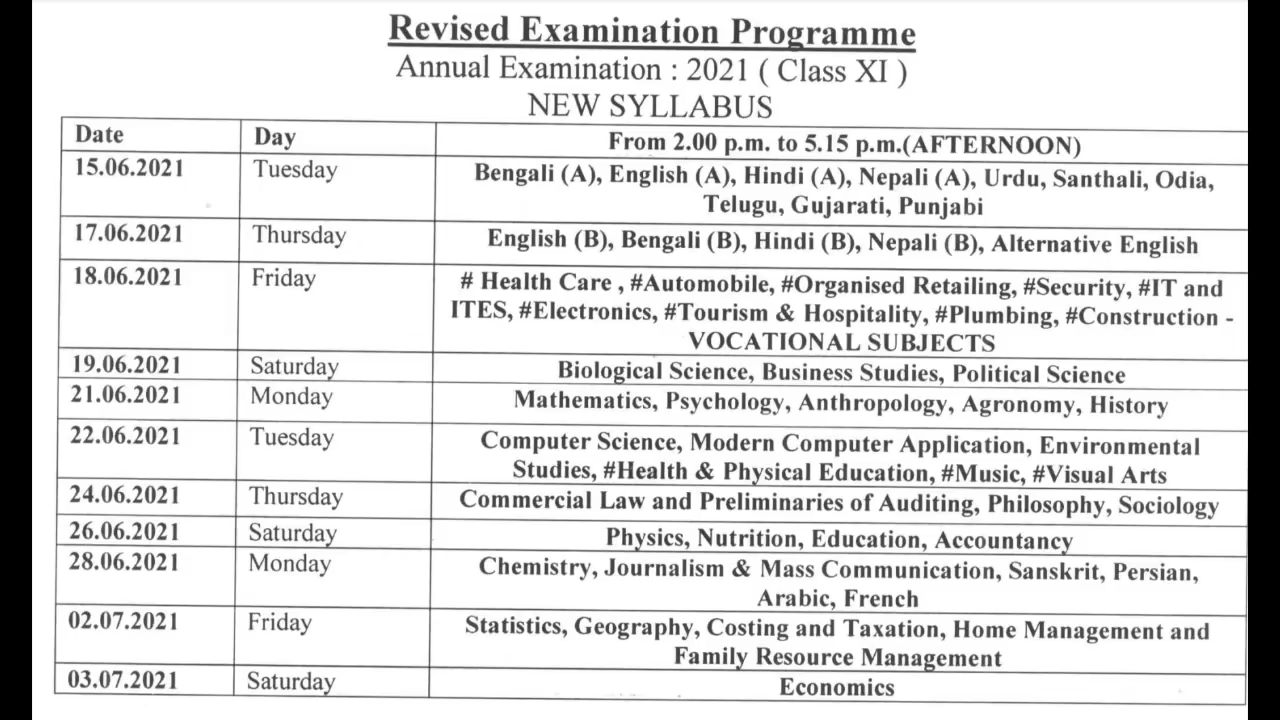 Revised Examination Programme
Annual Examination : 2021 ( Class XI )
NEW SYLLABUS
Date Day From 2.00 p.m. to 5.15 p.m.(AFTERNOON)
15.06.2021 Tuesday Bengali (A), English (A), Hindi (A), Nepali (A), Urdu, Santhali, Odia,
Telugu, Gujarati, Punjabi
17.06.2021 Thursday English (B), Bengali (B), Hindi (B), Nepali (B), Alternative English
18.06.2021 Friday # Health Care , #Automobile, #Organised Retailing, #Security, #IT and
ITES, #Electronics, #Tourism & Hospitality, #Plumbing, #Construction -
VOCATIONAL SUBJECTS
19.06.2021 Saturday Biological Science, Business Studies, Political Science
21.06.2021 Monday Mathematics, Psychology, Anthropology, Agronomy, History
22.06.2021 Tuesday Computer Science, Modern Computer Application, Environmental
Studies, #Health & Physical Education, #Music, #Visual Arts
24.06.2021 Thursday Commercial Law and Preliminaries of Auditing, Philosophy, Sociology
26.06.2021 Saturday Physics, Nutrition, Education, Accountancy
28.06.2021 Monday Chemistry, Journalism & Mass Communication, Sanskrit, Persian,
Arabic, French
02.07.2021 Friday Statistics, Geography, Costing and Taxation, Home Management and
Family Resource Management
03.07.2021 Saturday Economics